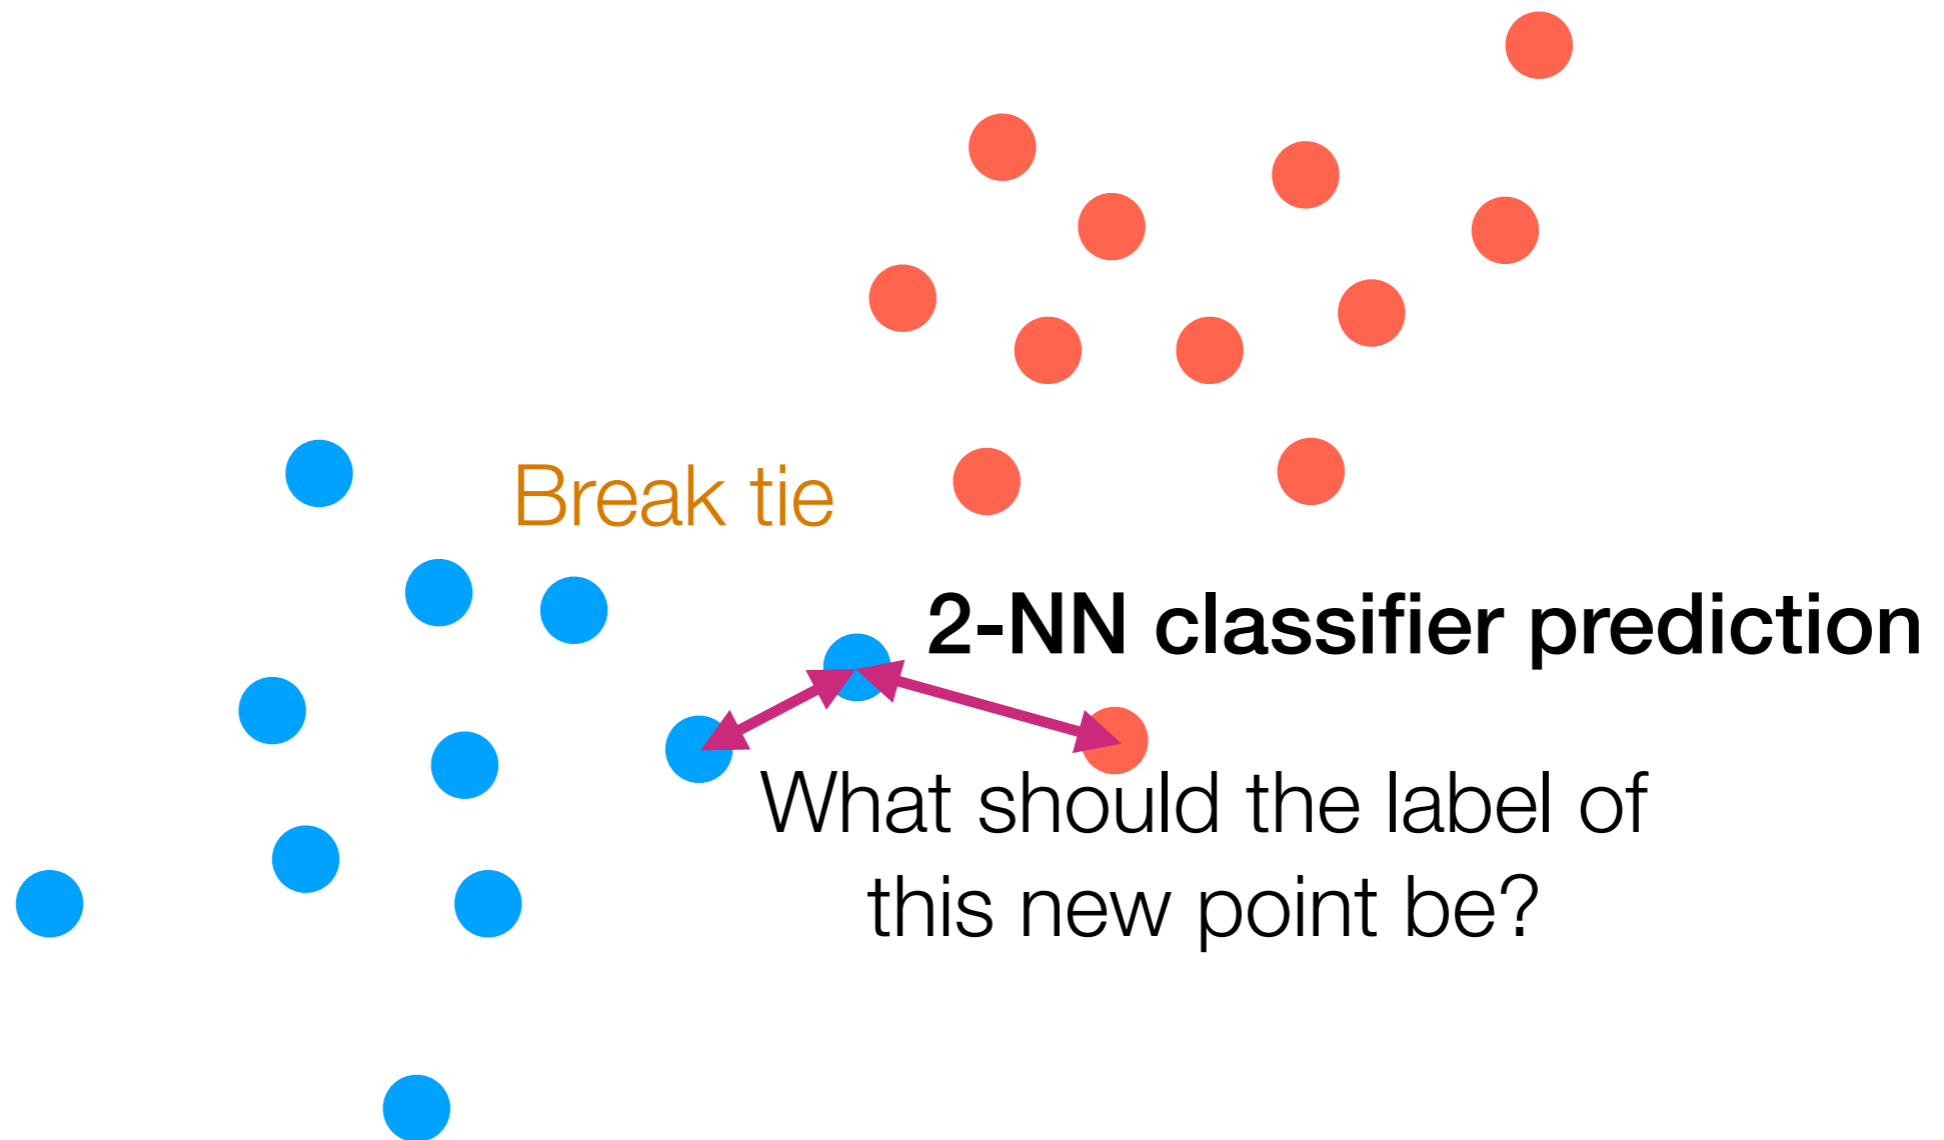 Break tie
2-NN classifier prediction
What should the label of
this new point be?